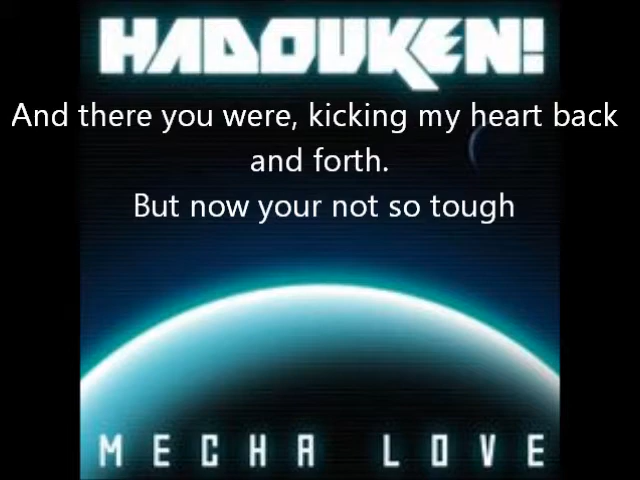 HADOUKEN!
And there you were, kicking my heart back
and forth.
But now your not so tough
MECHA LOVE